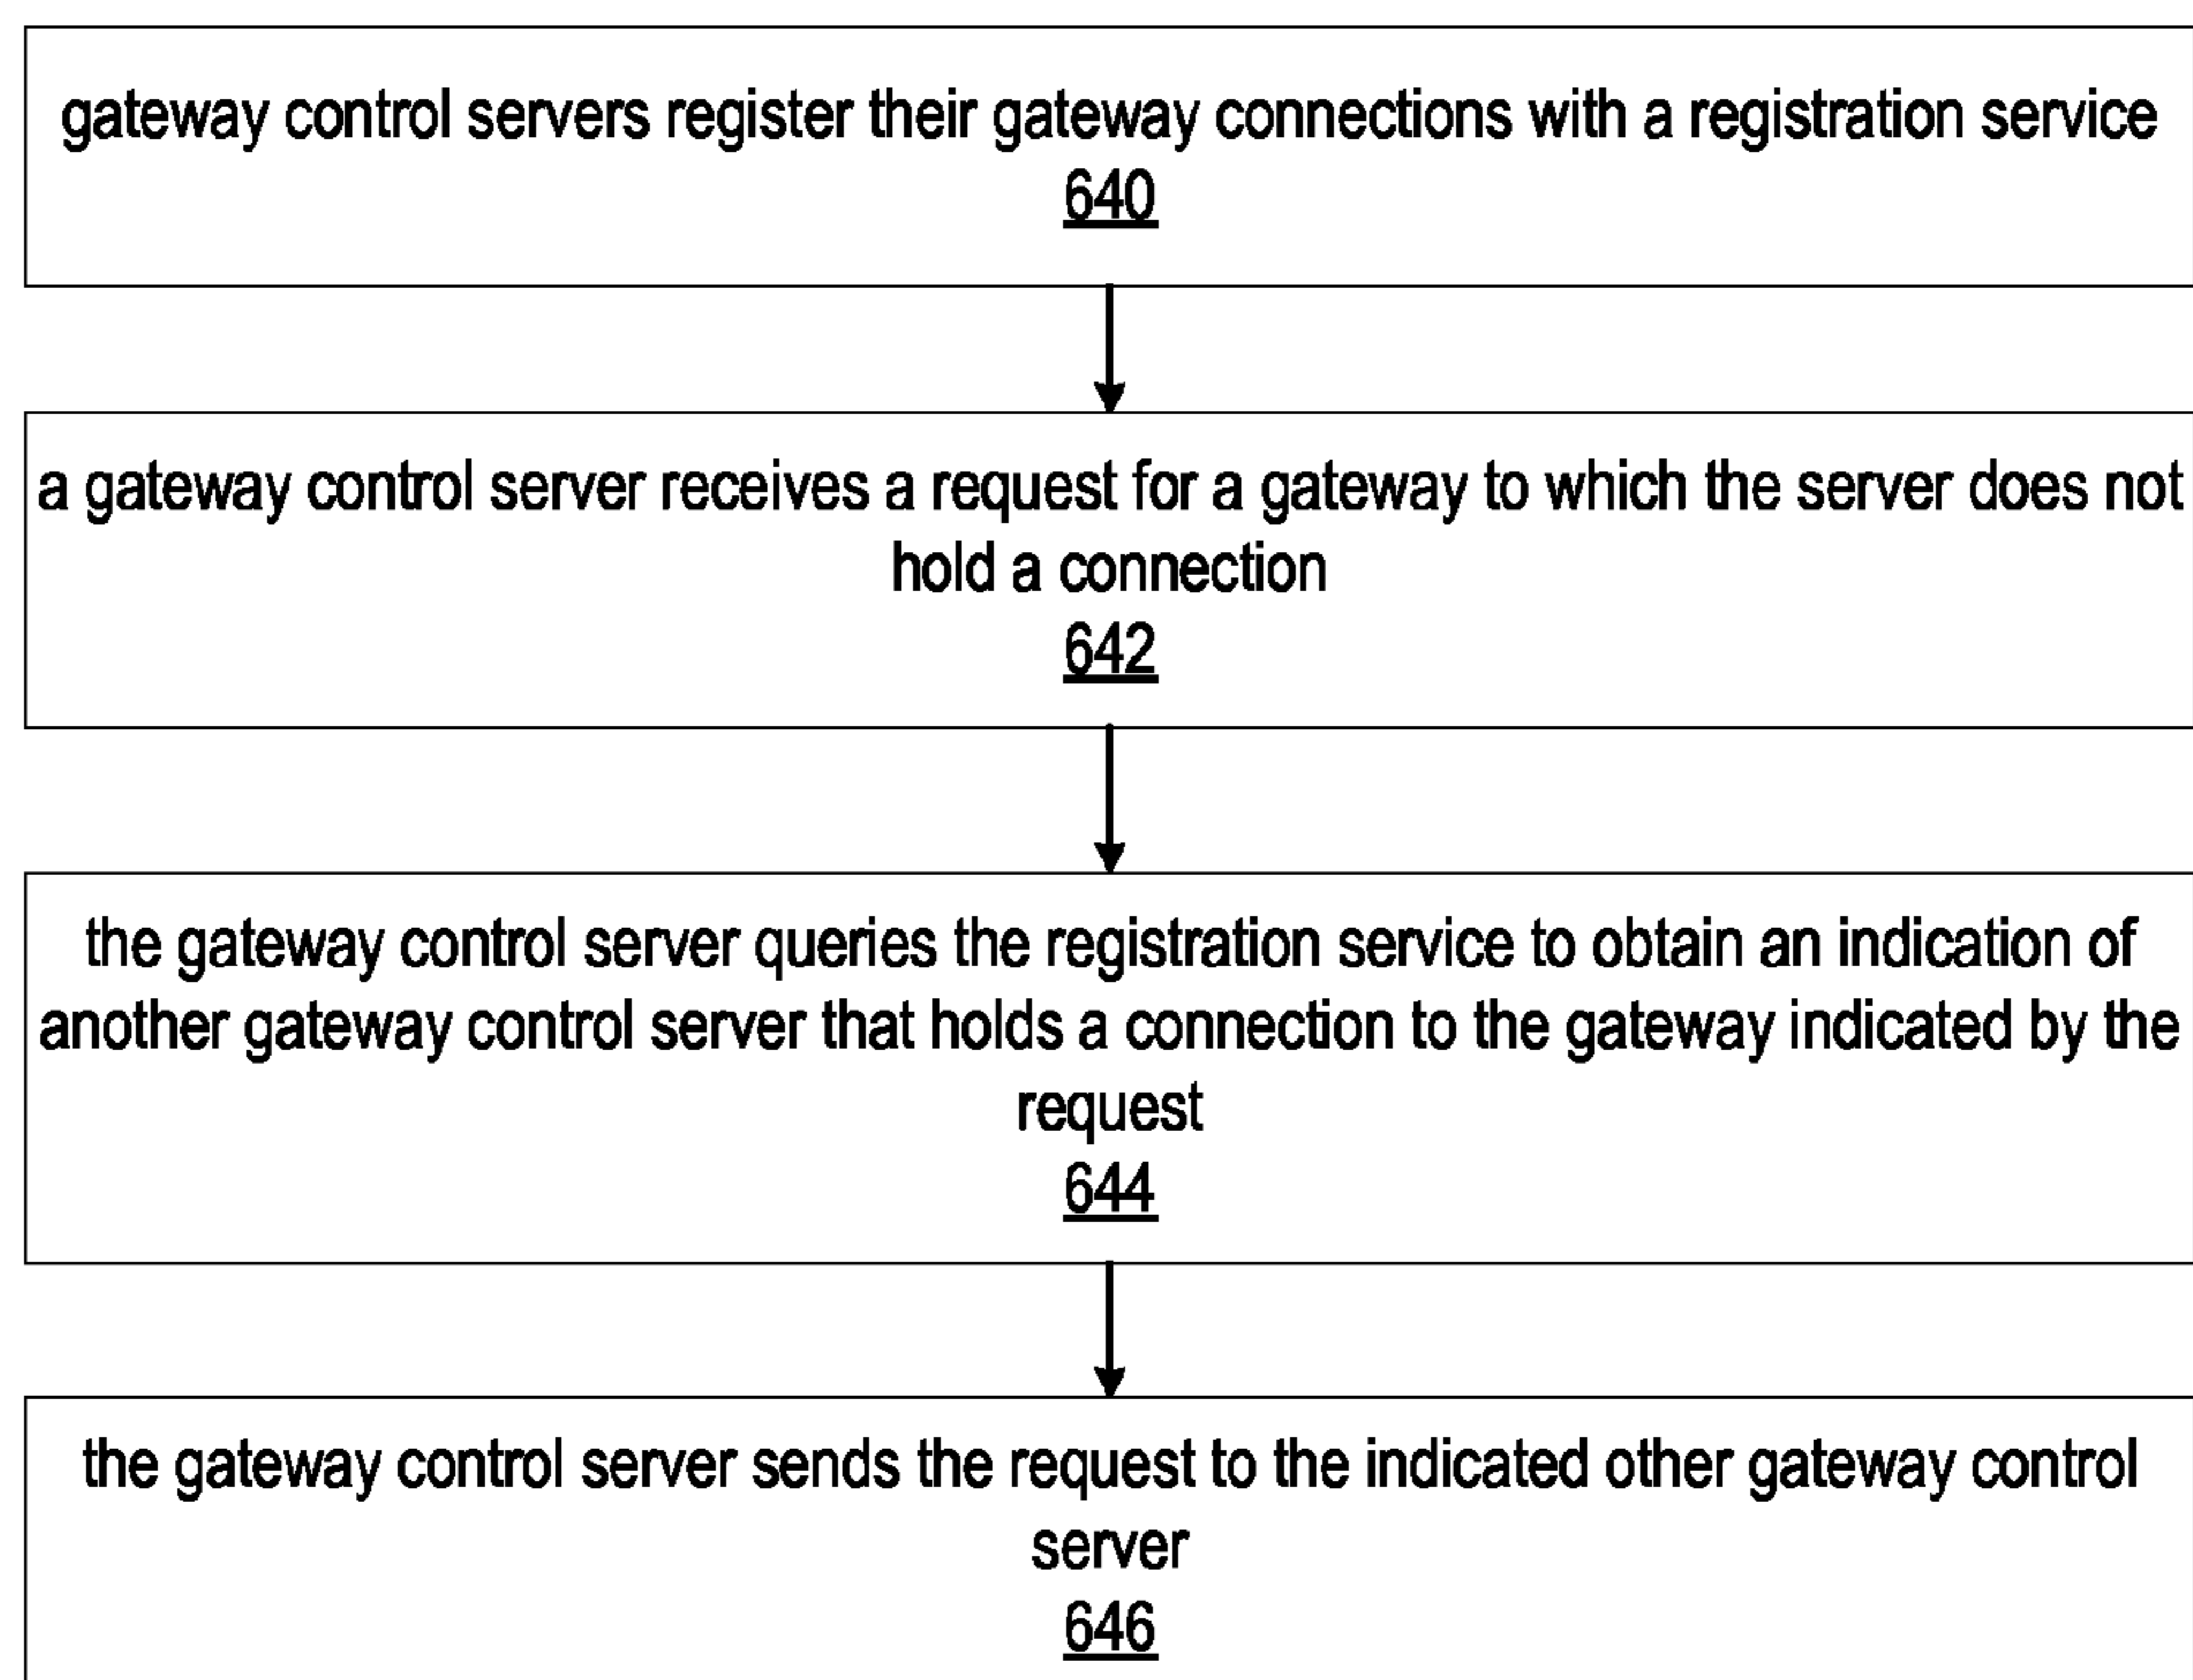 gateway control servers register their gateway connections with a registration service
640
a gateway control server receives a request for a gateway to which the server does not
hold a connection
642
the gateway control server queries the registration service to obtain an indication of
another gateway control server that holds a connection to the gateway indicated by the
request
644
the gateway control server sends the request to the indicated other gateway control
server
646